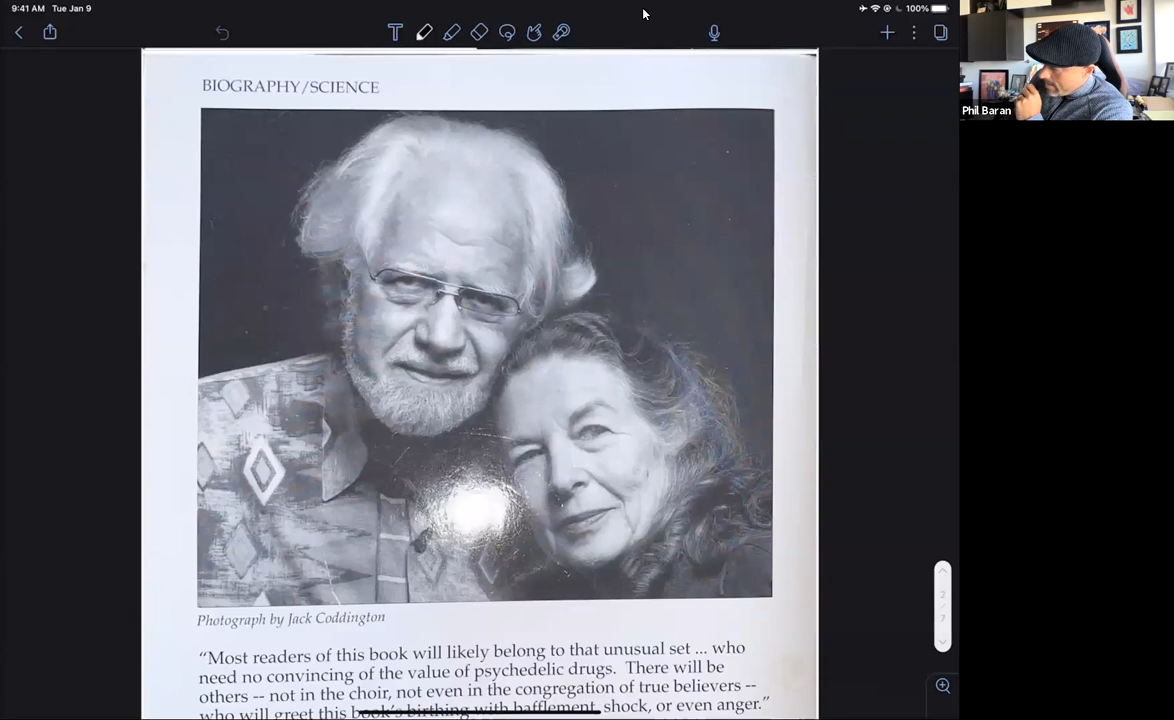 9:41 AM Tue Jan 9
100%
T
Phil Baran
BIOGRAPHY/SCIENCE
Photograph by Jack Coddington
“Most readers of this book will likely belong to that unusual set ... who
need no convincing of the value of psychedelic drugs. There will be
others -- not in the choir, not even in the congregation of true believers --
who will greet this book's birthing with bafflement, shock, or even anger.”
2
/
7